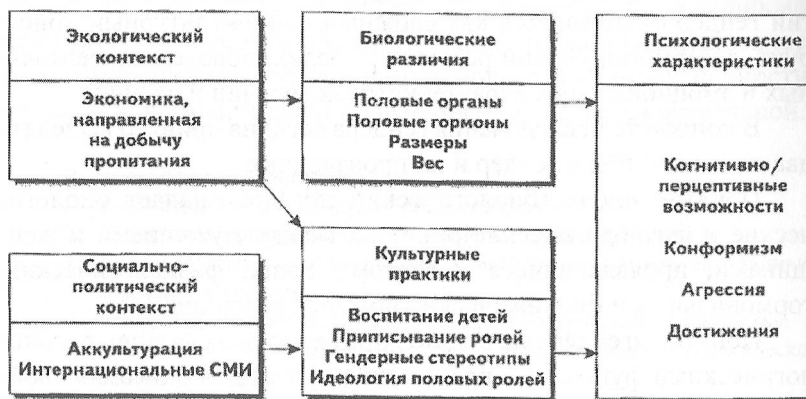 Экологический
контекст
Экономика,
направленная
на добычу
пропитания
Биологические
различия
Половые органы
Половые гормоны
Размеры
Вес
Психологические
характеристики
Когнитивно/
перцептивные
возможности
Конформизм
Агрессия
Достижения
Социально-
политический
контекст
Аккультурация
Интернациональные СМИ
Культурные
практики
Воспитание детей
Приписывание ролей
Гендерные стереотипы
Идеология половых ролей